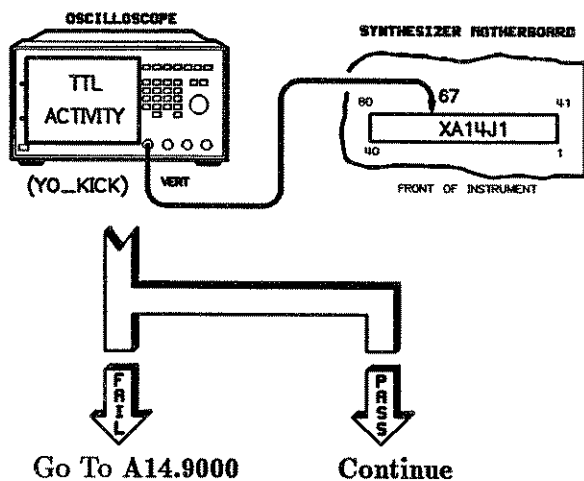 OSCILLOSCOPE
SYNTHESIZER MOTHERBOARD
TTL
ACTIVITY
67
80
41
XA14J1
40
1
(YO_KICK)
VERT
FRONT OF INSTRUMENT
FAIL
PASS
Go To A14.9000
Continue